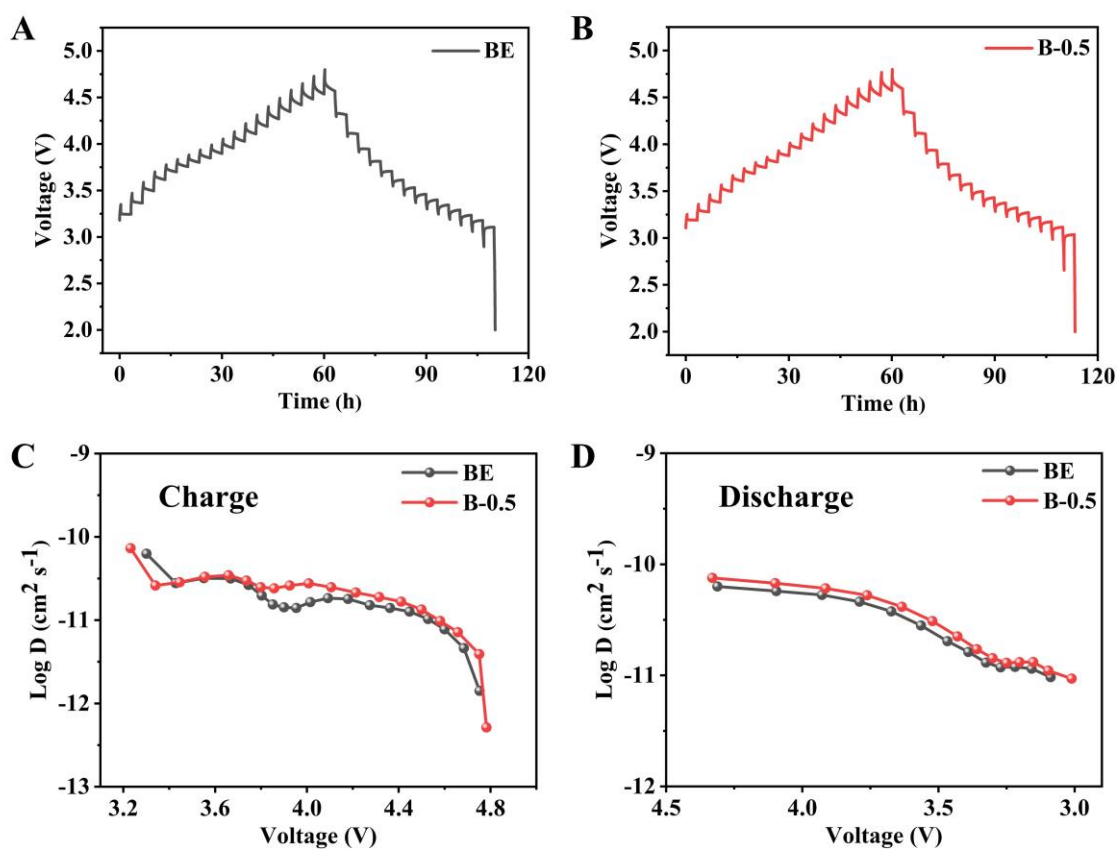 A
BE
Voltage (V)
5.0
4.5
4.0
3.5
3.0
2.5
2.0
0 30 60 90 120
Time (h)
B
B-0.5
Voltage (V)
5.0
4.5
4.0
3.5
3.0
2.5
2.0
0 30 60 90 120
Time (h)
C
Charge
BE
B-0.5
Log D (cm² s⁻¹)
-9
-10
-11
-12
-13
3.2 3.6 4.0 4.4 4.8
Voltage (V)
D
Discharge
BE
B-0.5
Log D (cm² s⁻¹)
-9
-10
-11
-12
4.5 4.0 3.5 3.0
Voltage (V)